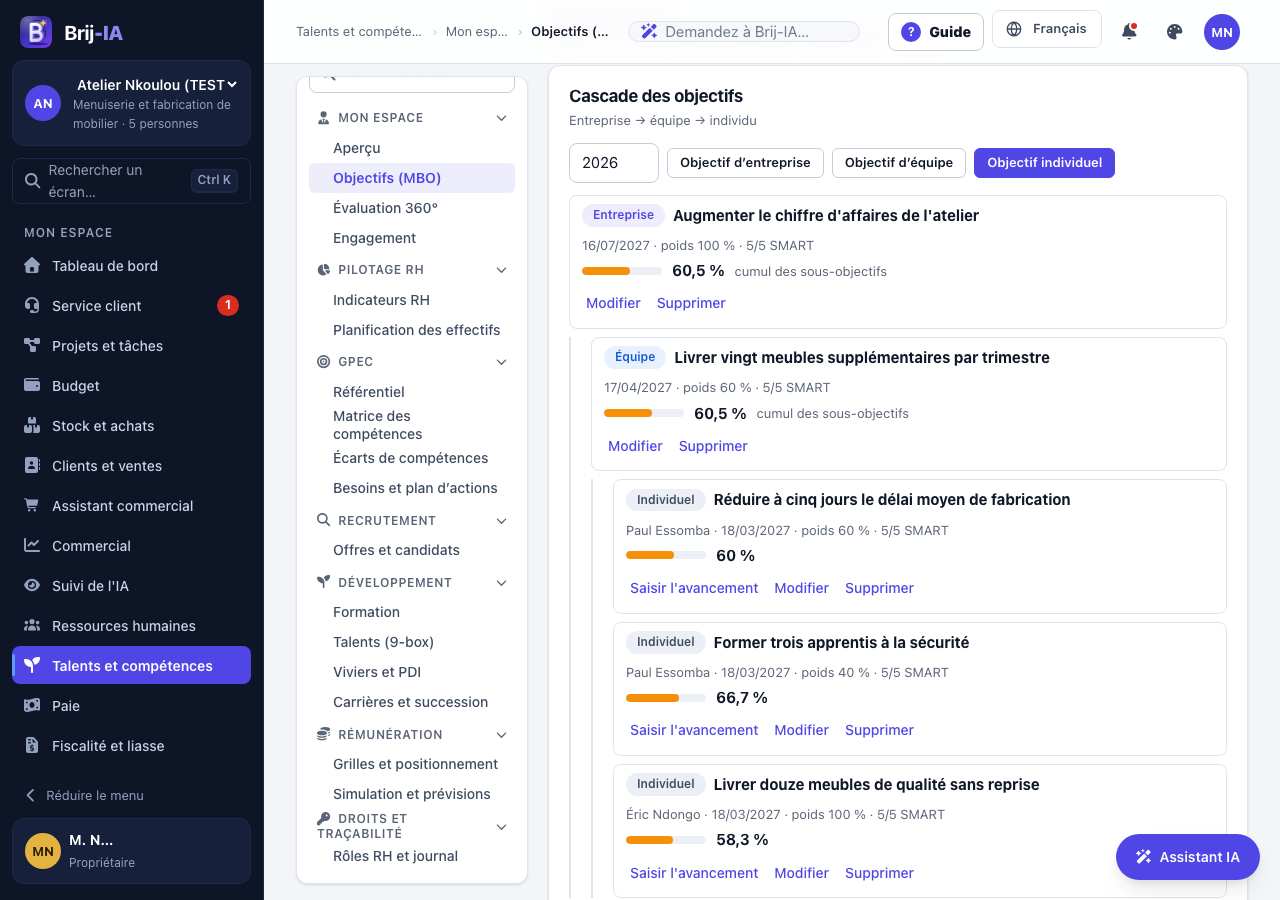 Brij-IA
Atelier Nkoulou (TEST
AN
Menuiserie et fabrication de
mobilier · 5 personnes
Rechercher un
écran...
Ctrl K
MON ESPACE
Tableau de bord
Service client
1
Projets et tâches
Budget
Stock et achats
Clients et ventes
Assistant commercial
Commercial
Suivi de l'IA
Ressources humaines
Talents et compétences
Paie
Fiscalité et liasse
Réduire le menu
MN
M. N...
Propriétaire
Talents et compéte... › Mon esp... › Objectifs (...
Demandez à Brij-IA...
? Guide
Français
MN
MON ESPACE
Aperçu
Objectifs (MBO)
Évaluation 360°
Engagement
PILOTAGE RH
Indicateurs RH
Planification des effectifs
GPEC
Référentiel
Matrice des
compétences
Écarts de compétences
Besoins et plan d'actions
RECRUTEMENT
Offres et candidats
DÉVELOPPEMENT
Formation
Talents (9-box)
Viviers et PDI
Carrières et succession
RÉMUNÉRATION
Grilles et positionnement
Simulation et prévisions
DROITS ET
TRAÇABILITÉ
Rôles RH et journal
Cascade des objectifs
Entreprise → équipe → individu
2026
Objectif d'entreprise
Objectif d'équipe
Objectif individuel
Entreprise Augmenter le chiffre d'affaires de l'atelier
16/07/2027 · poids 100 % · 5/5 SMART
60,5 % cumul des sous-objectifs
Modifier Supprimer
Équipe Livrer vingt meubles supplémentaires par trimestre
17/04/2027 · poids 60 % · 5/5 SMART
60,5 % cumul des sous-objectifs
Modifier Supprimer
Individuel Réduire à cinq jours le délai moyen de fabrication
Paul Essomba · 18/03/2027 · poids 60 % · 5/5 SMART
60 %
Saisir l'avancement Modifier Supprimer
Individuel Former trois apprentis à la sécurité
Paul Essomba · 18/03/2027 · poids 40 % · 5/5 SMART
66,7 %
Saisir l'avancement Modifier Supprimer
Individuel Livrer douze meubles de qualité sans reprise
Éric Ndongo · 18/03/2027 · poids 100 % · 5/5 SMART
58,3 %
Saisir l'avancement Modifier Supprimer
Assistant IA